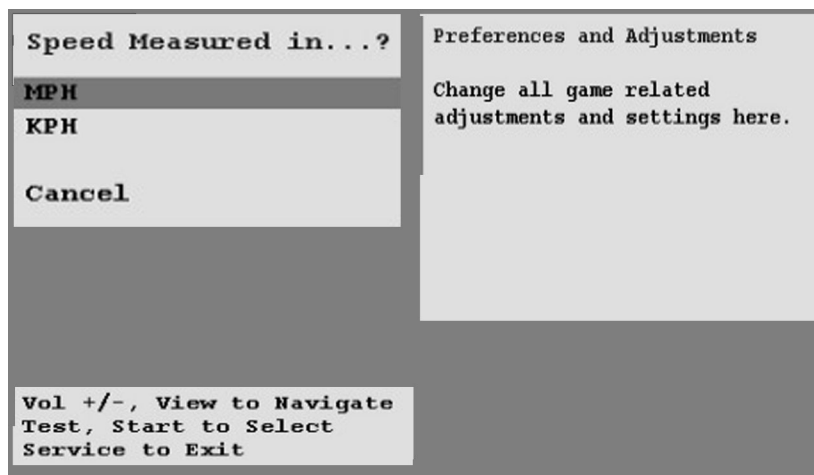 Speed Measured in...?
MPH
KPH
Cancel
Preferences and Adjustments
Change all game related
adjustments and settings here.
Vol +/-, View to Navigate
Test, Start to Select
Service to Exit